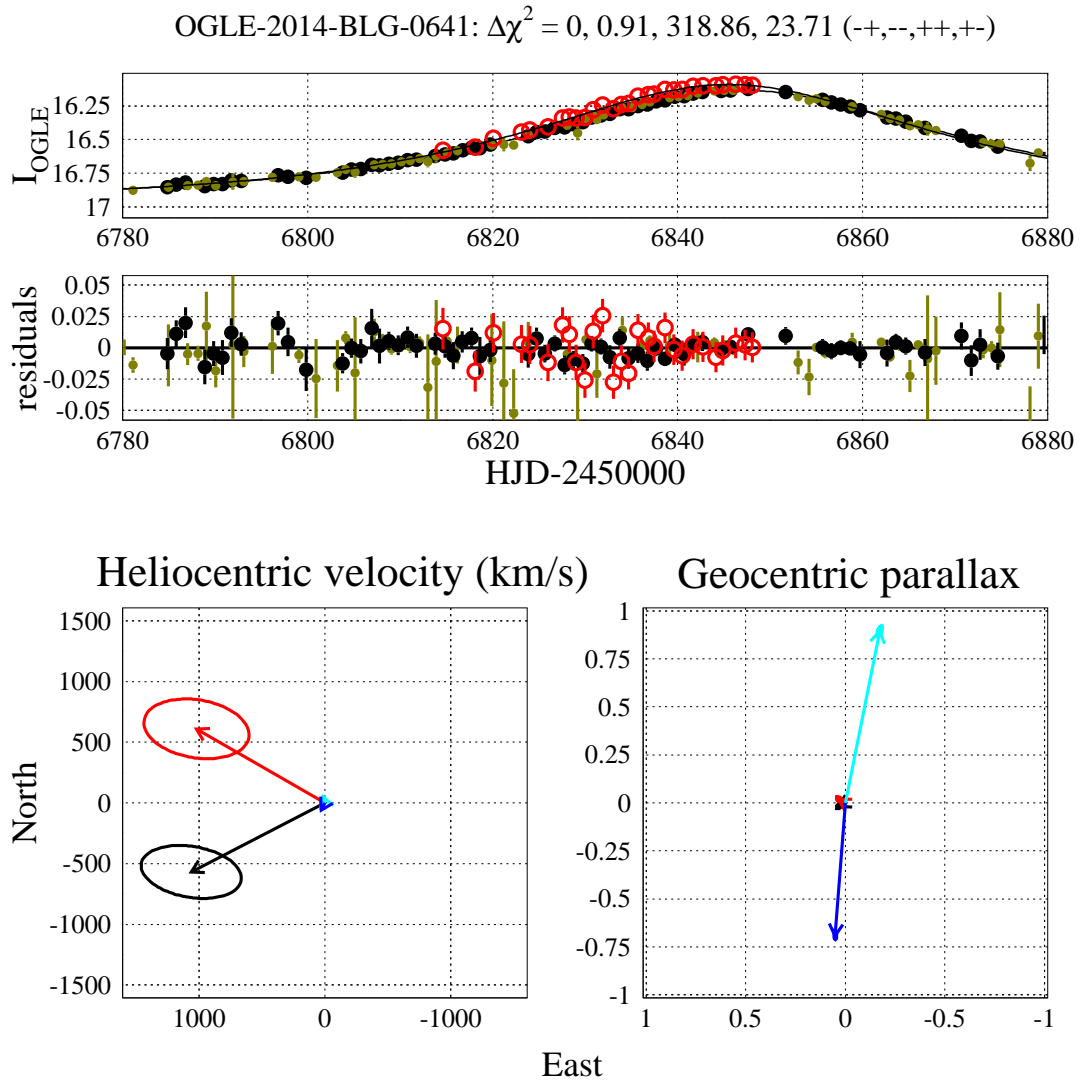 OGLE-2014-BLG-0641: Δχ² = 0, 0.91, 318.86, 23.71 (-+,--,++,+-)
I_OGLE
16.25
16.5
16.75
17
6780 6800 6820 6840 6860 6880
residuals
0.05
0.025
0
-0.025
-0.05
6780 6800 6820 6840 6860 6880
HJD-2450000
Heliocentric velocity (km/s)
North
1500
1000
500
0
-500
-1000
-1500
1000 0 -1000
Geocentric parallax
1
0.75
0.5
0.25
0
-0.25
-0.5
-0.75
-1
1 0.5 0 -0.5 -1
East